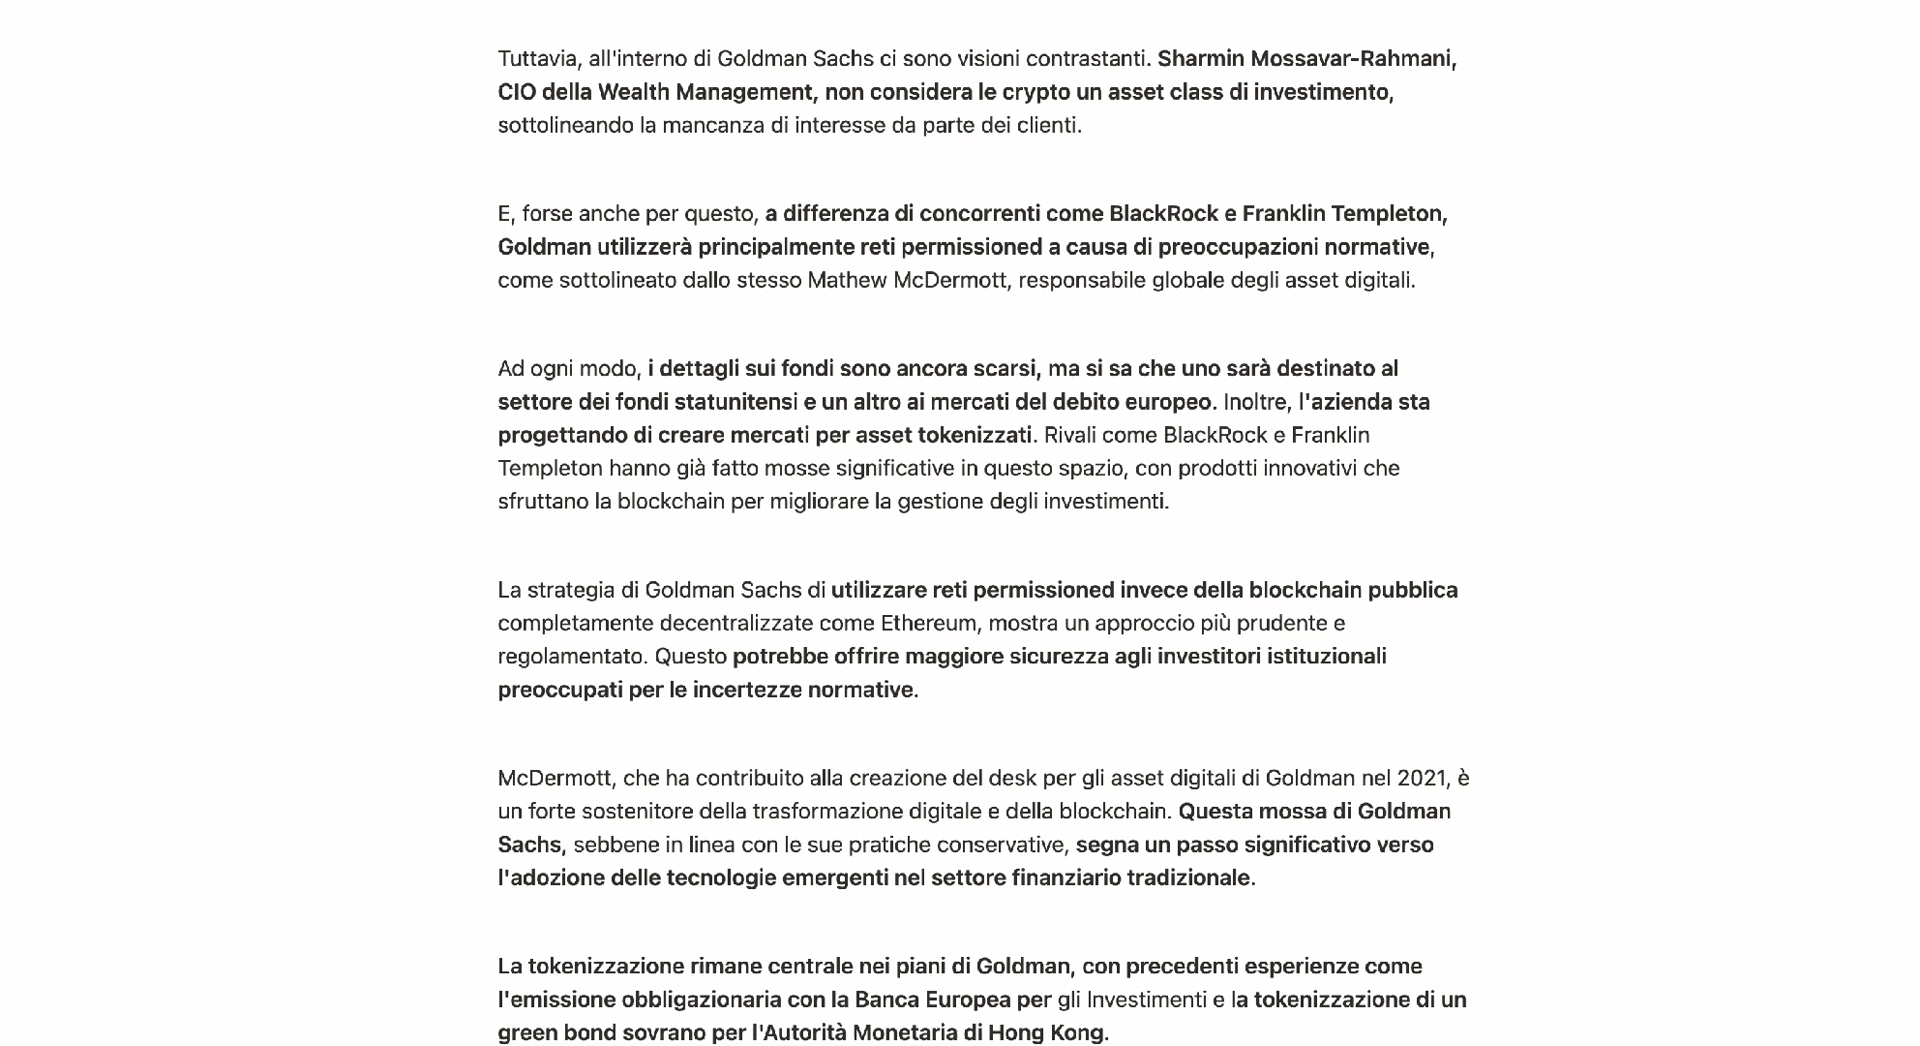 Tuttavia, all'interno di Goldman Sachs ci sono visioni contrastanti. Sharmin Mossavar-Rahmani,
CIO della Wealth Management, non considera le crypto un asset class di investimento,
sottolineando la mancanza di interesse da parte dei clienti.
E, forse anche per questo, a differenza di concorrenti come BlackRock e Franklin Templeton,
Goldman utilizzerà principalmente reti permissioned a causa di preoccupazioni normative,
come sottolineato dallo stesso Mathew McDermott, responsabile globale degli asset digitali.
Ad ogni modo, i dettagli sui fondi sono ancora scarsi, ma si sa che uno sarà destinato al
settore dei fondi statunitensi e un altro ai mercati del debito europeo. Inoltre, l'azienda sta
progettando di creare mercati per asset tokenizzati. Rivali come BlackRock e Franklin
Templeton hanno già fatto mosse significative in questo spazio, con prodotti innovativi che
sfruttano la blockchain per migliorare la gestione degli investimenti.
La strategia di Goldman Sachs di utilizzare reti permissioned invece della blockchain pubblica
completamente decentralizzate come Ethereum, mostra un approccio più prudente e
regolamentato. Questo potrebbe offrire maggiore sicurezza agli investitori istituzionali
preoccupati per le incertezze normative.
McDermott, che ha contribuito alla creazione del desk per gli asset digitali di Goldman nel 2021, è
un forte sostenitore della trasformazione digitale e della blockchain. Questa mossa di Goldman
Sachs, sebbene in linea con le sue pratiche conservative, segna un passo significativo verso
l'adozione delle tecnologie emergenti nel settore finanziario tradizionale.
La tokenizzazione rimane centrale nei piani di Goldman, con precedenti esperienze come
l'emissione obbligazionaria con la Banca Europea per gli Investimenti e la tokenizzazione di un
green bond sovrano per l'Autorità Monetaria di Hong Kong.